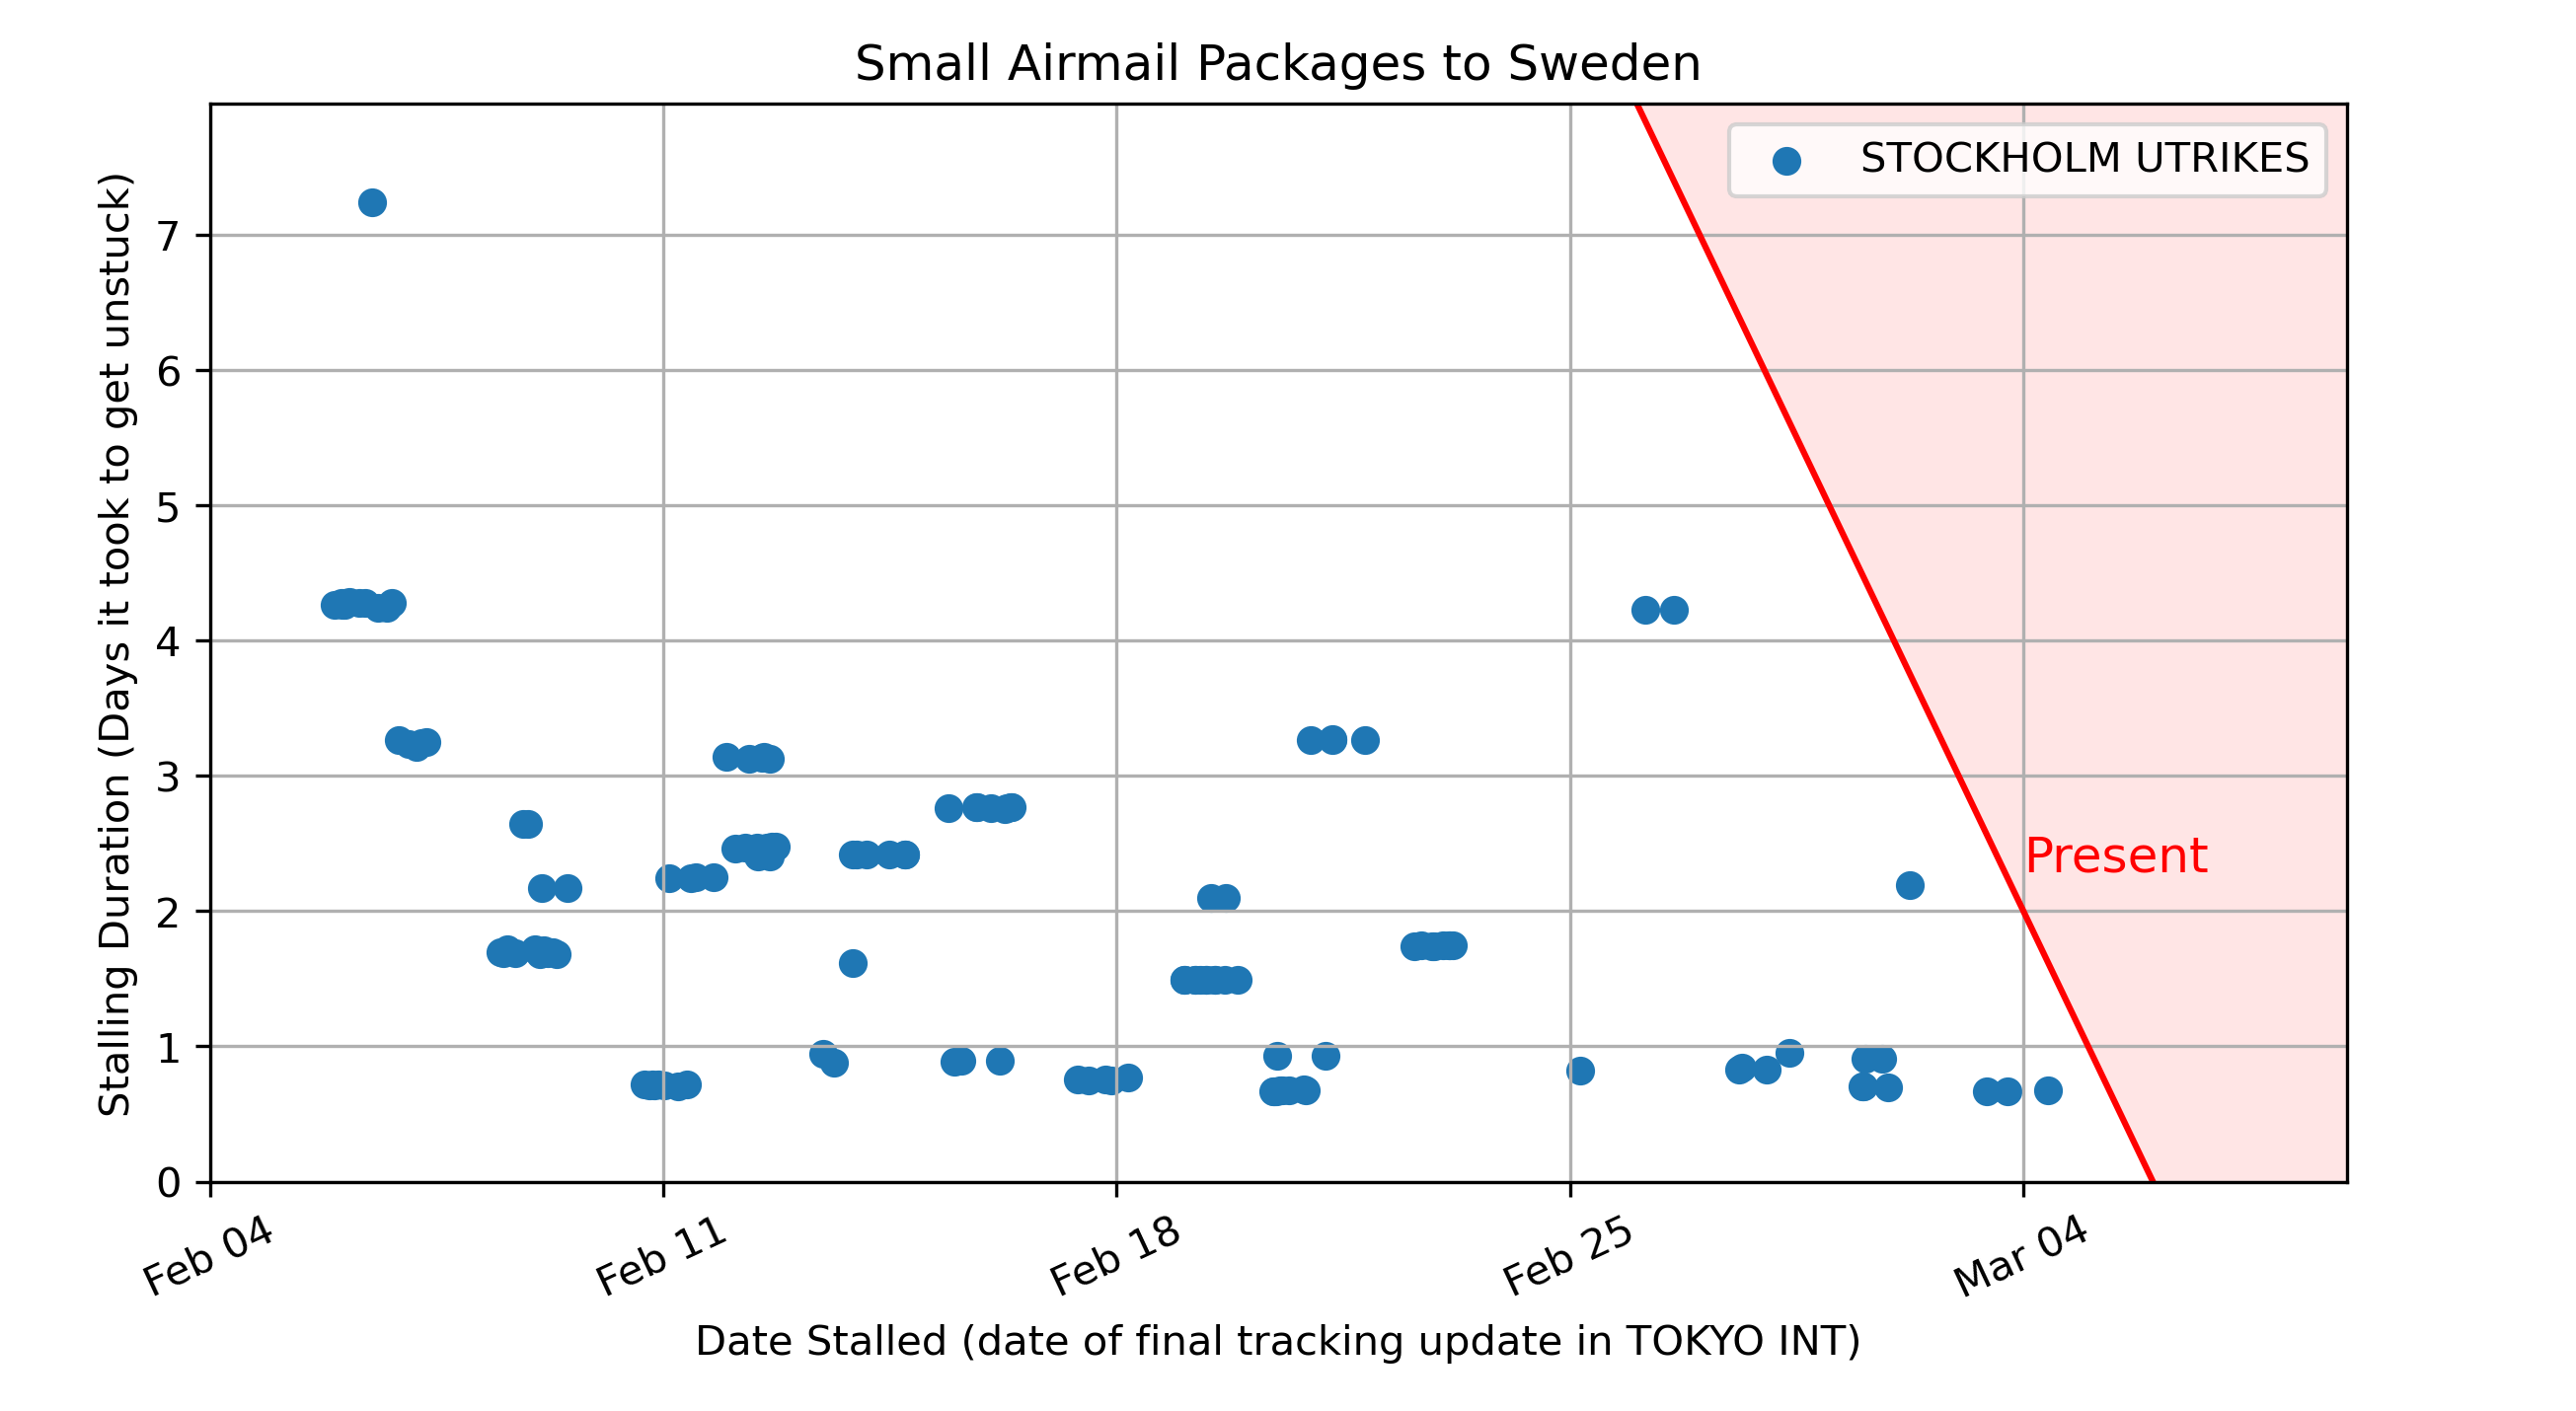 Small Airmail Packages to Sweden
STOCKHOLM UTRIKES
Stalling Duration (Days it took to get unstuck)
7
6
5
4
3
2
1
0
Present
Feb 04
Feb 11
Feb 18
Feb 25
Mar 04
Date Stalled (date of final tracking update in TOKYO INT)